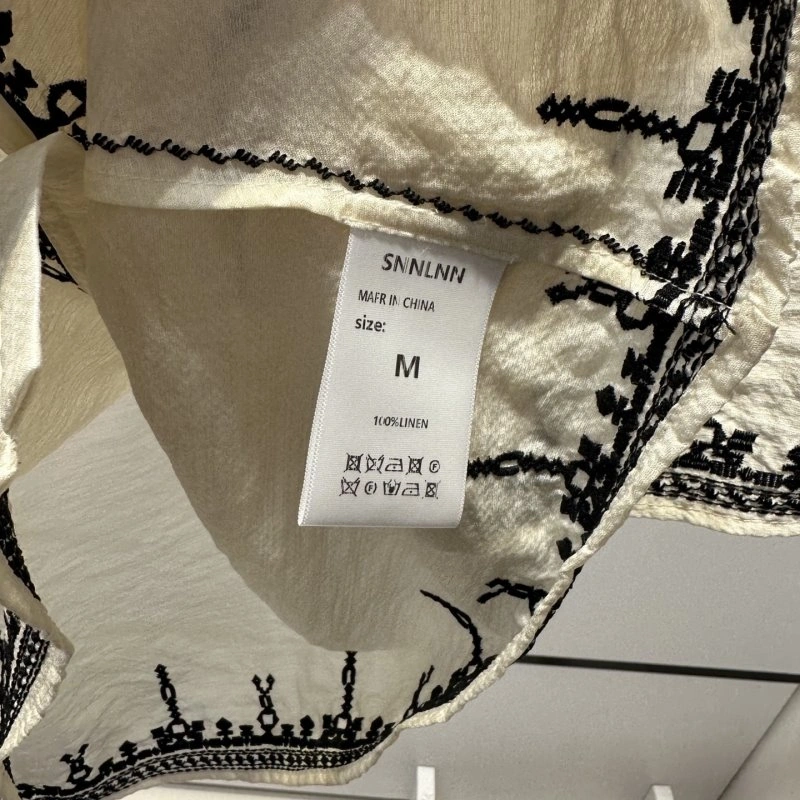 SNNLNN
MAFR IN CHINA
size:
M
100%LINEN